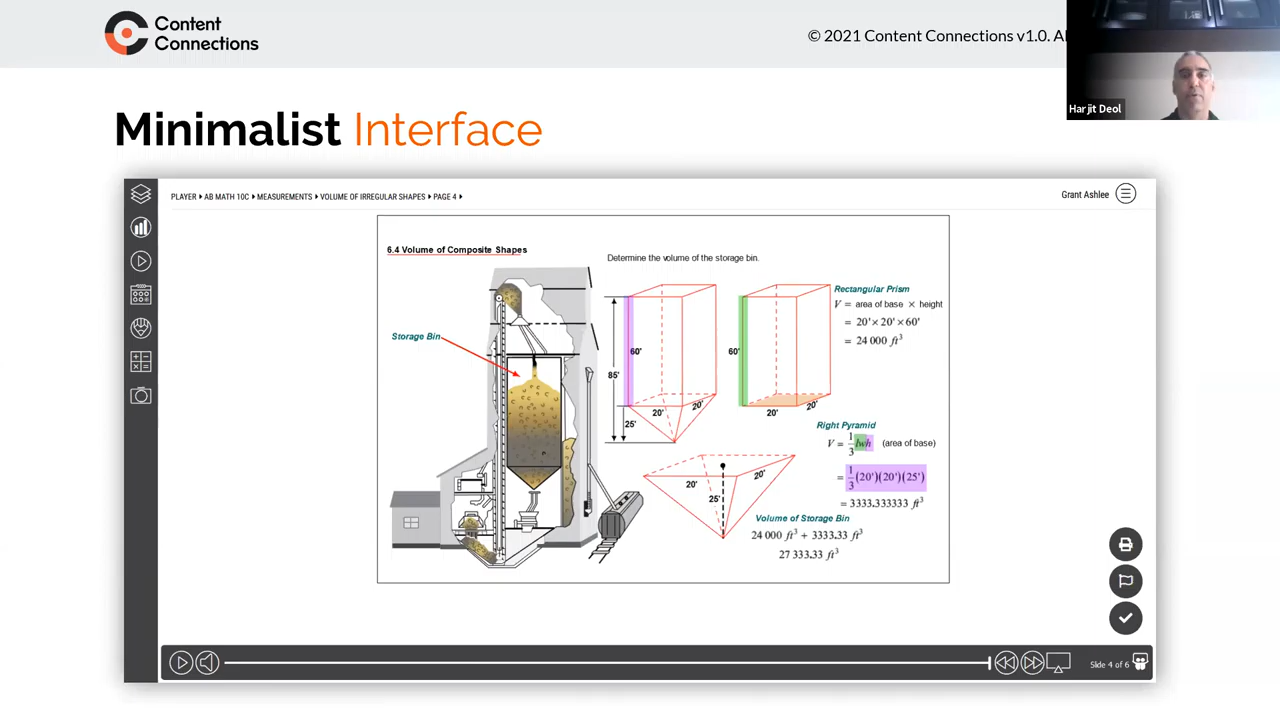 Content
Connections
© 2021 Content Connections v1.0. Al
Harjit Deol
Minimalist Interface
PLAYER AB MATH 10C MEASUREMENTS VOLUME OF IRREGULAR SHAPES PAGE 4
Grant Ashlee
6.4 Volume of Composite Shapes
Determine the volume of the storage bin.
Storage Bin
60'
85'
25'
20'
20'
60'
20'
20'
Rectangular Prism
V = area of base × height
= 20'×20'×60'
= 24 000 ft³
Right Pyramid
V = 1/3 lwh (area of base)
= 1/3 (20')(20')(25')
= 3333.333333 ft³
20'
20'
25'
Volume of Storage Bin
24 000 ft³ + 3333.33 ft³
27 333.33 ft³
Slide 4 of 6